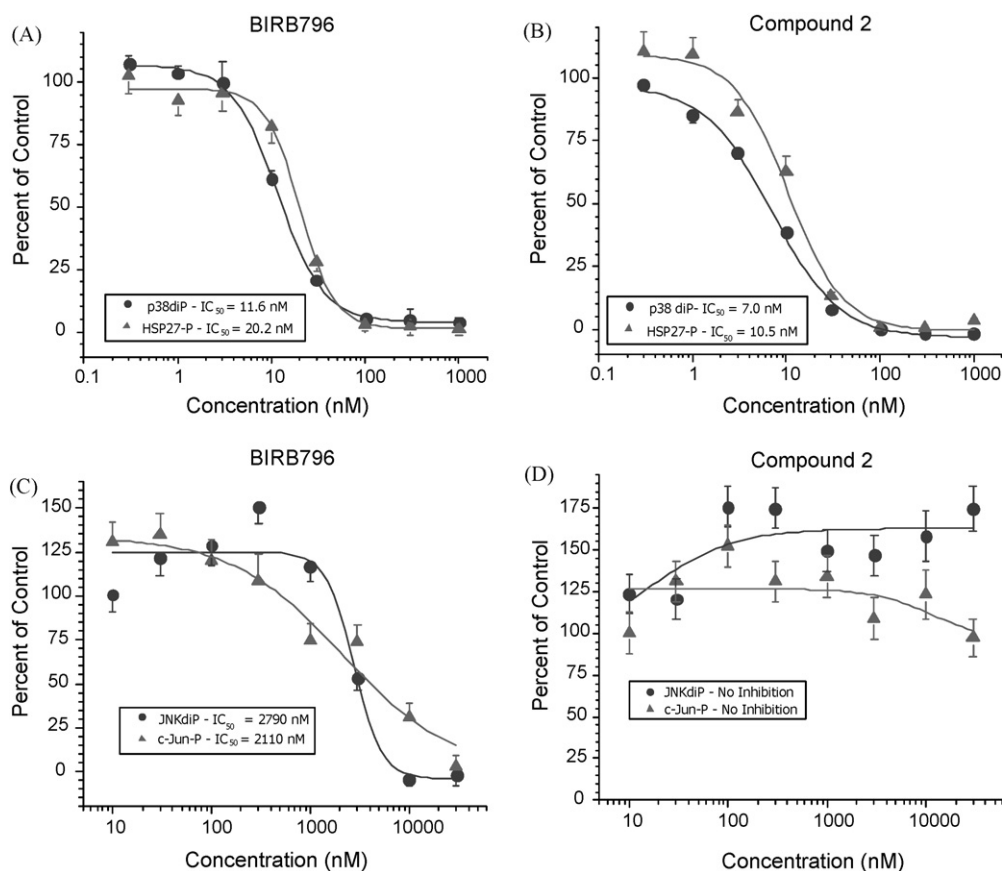 (A)
BIRB796
Percent of Control
100
75
50
25
0
p38diP - IC50 = 11.6 nM
HSP27-P - IC50 = 20.2 nM
0.1 1 10 100 1000
Concentration (nM)
(B)
Compound 2
Percent of Control
100
75
50
25
0
p38 diP- IC50 = 7.0 nM
HSP27-P - IC50 = 10.5 nM
0.1 1 10 100 1000
Concentration (nM)
(C)
BIRB796
Percent of Control
150
125
100
75
50
25
0
JNKdiP - IC50 = 2790 nM
c-Jun-P - IC50 = 2110 nM
10 100 1000 10000
Concentration (nM)
(D)
Compound 2
Percent of Control
175
150
125
100
75
50
25
0
JNKdiP - No Inhibition
c-Jun-P - No Inhibition
10 100 1000 10000
Concentration (nM)